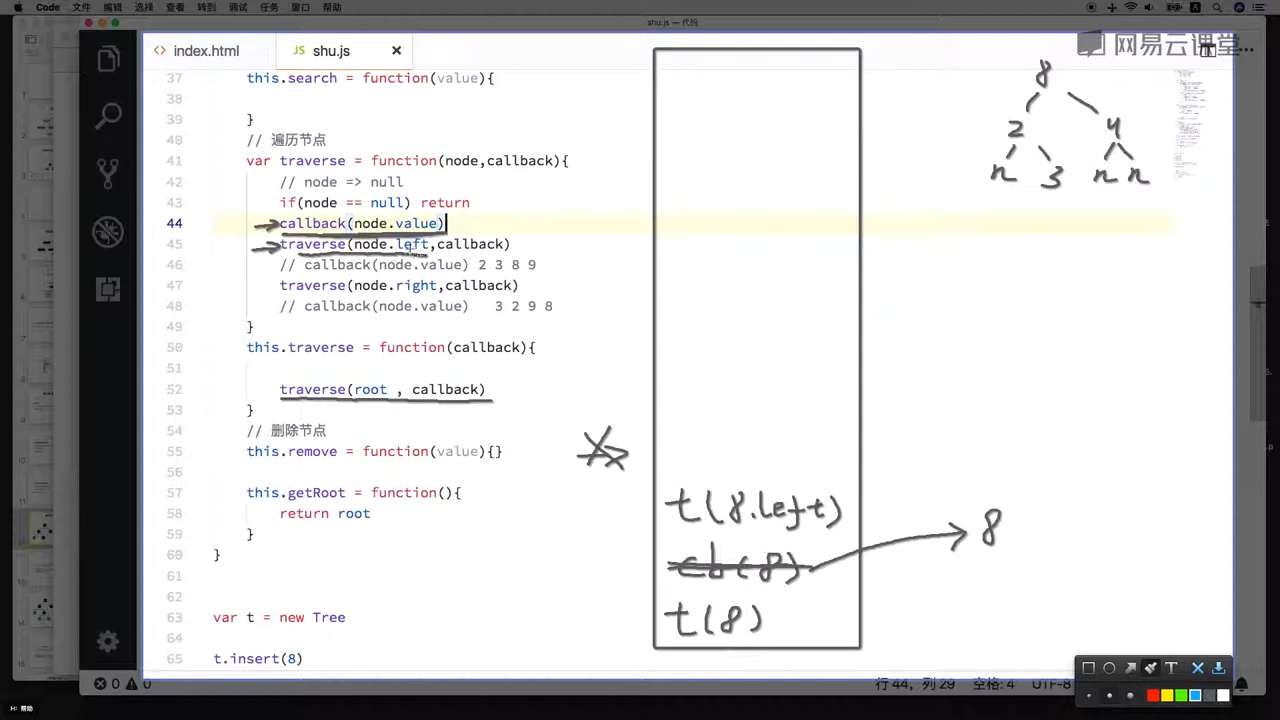 Code 文件 编辑 选择 查看 转到 调试 任务 窗口 帮助
shu.js — 代码
网易云课堂
index.html
JS shu.js ×
37 this.search = function(value){
38
39 }
40 // 遍历节点
41 var traverse = function(node,callback){
42 // node => null
43 if(node == null) return
44 callback(node.value)
45 traverse(node.left,callback)
46 // callback(node.value) 2 3 8 9
47 traverse(node.right,callback)
48 // callback(node.value) 3 2 9 8
49 }
50 this.traverse = function(callback){
51
52 traverse(root , callback)
53 }
54 // 删除节点
55 this.remove = function(value){}
56
57 this.getRoot = function(){
58 return root
59 }
60 }
61
62
63 var t = new Tree
64
65 t.insert(8)
8
2 4
n 3 n n
t(8.left)
cb(8)
8
t(8)
0 0
行 44，列 29 空格: 4 UTF-8
H: 帮助